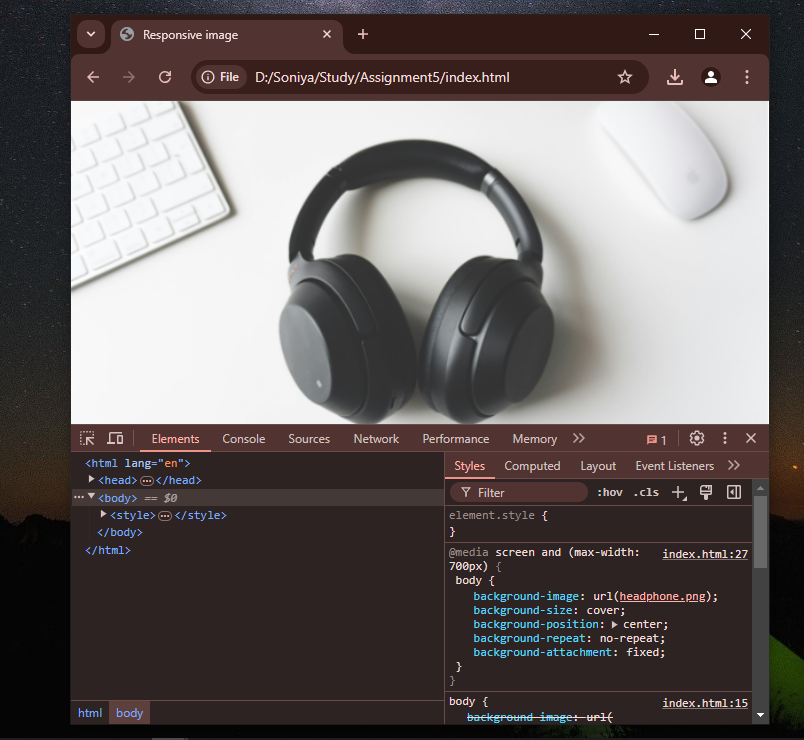 Responsive image
File D:/Soniya/Study/Assignment5/index.html
Elements Console Sources Network Performance Memory 1
<html lang="en">
<head> </head>
<body> == $0
<style> </style>
</body>
</html>
html body
Styles Computed Layout Event Listeners
Filter :hov .cls
element.style {
}
@media screen and (max-width: index.html:27
700px) {
body {
background-image: url(headphone.png);
background-size: cover;
background-position: center;
background-repeat: no-repeat;
background-attachment: fixed;
}
}
body { index.html:15
background-image: url(